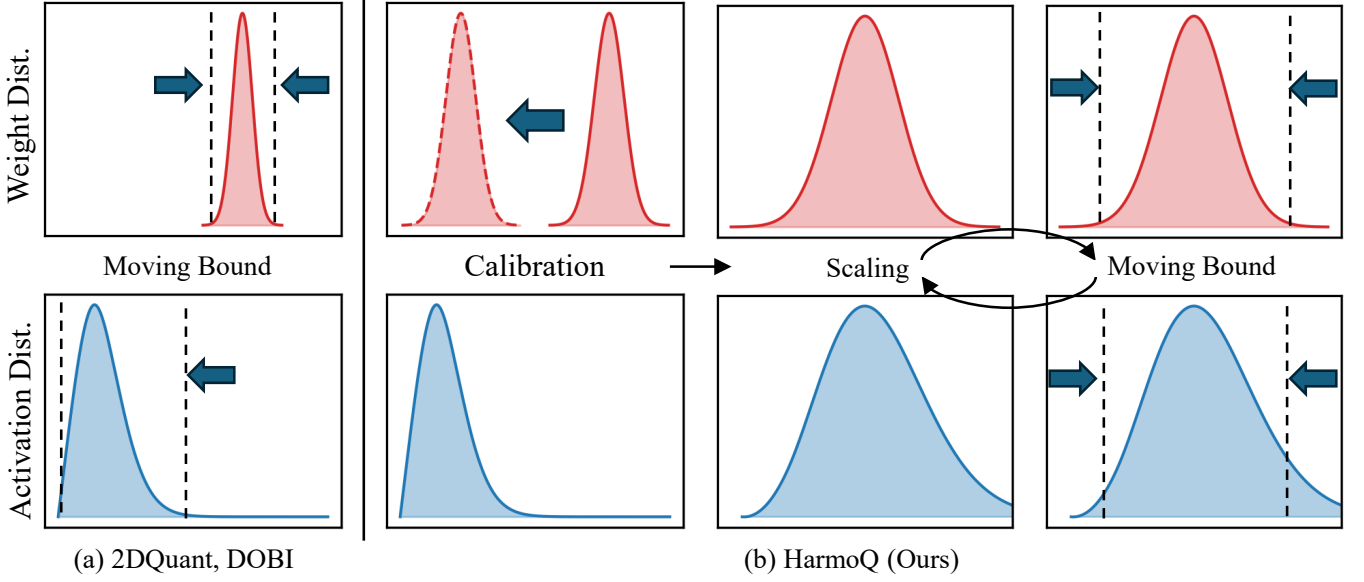 Weight Dist.
Moving Bound
Calibration
Scaling
Moving Bound
Activation Dist.
(a) 2DQuant, DOBI
(b) HarmoQ (Ours)